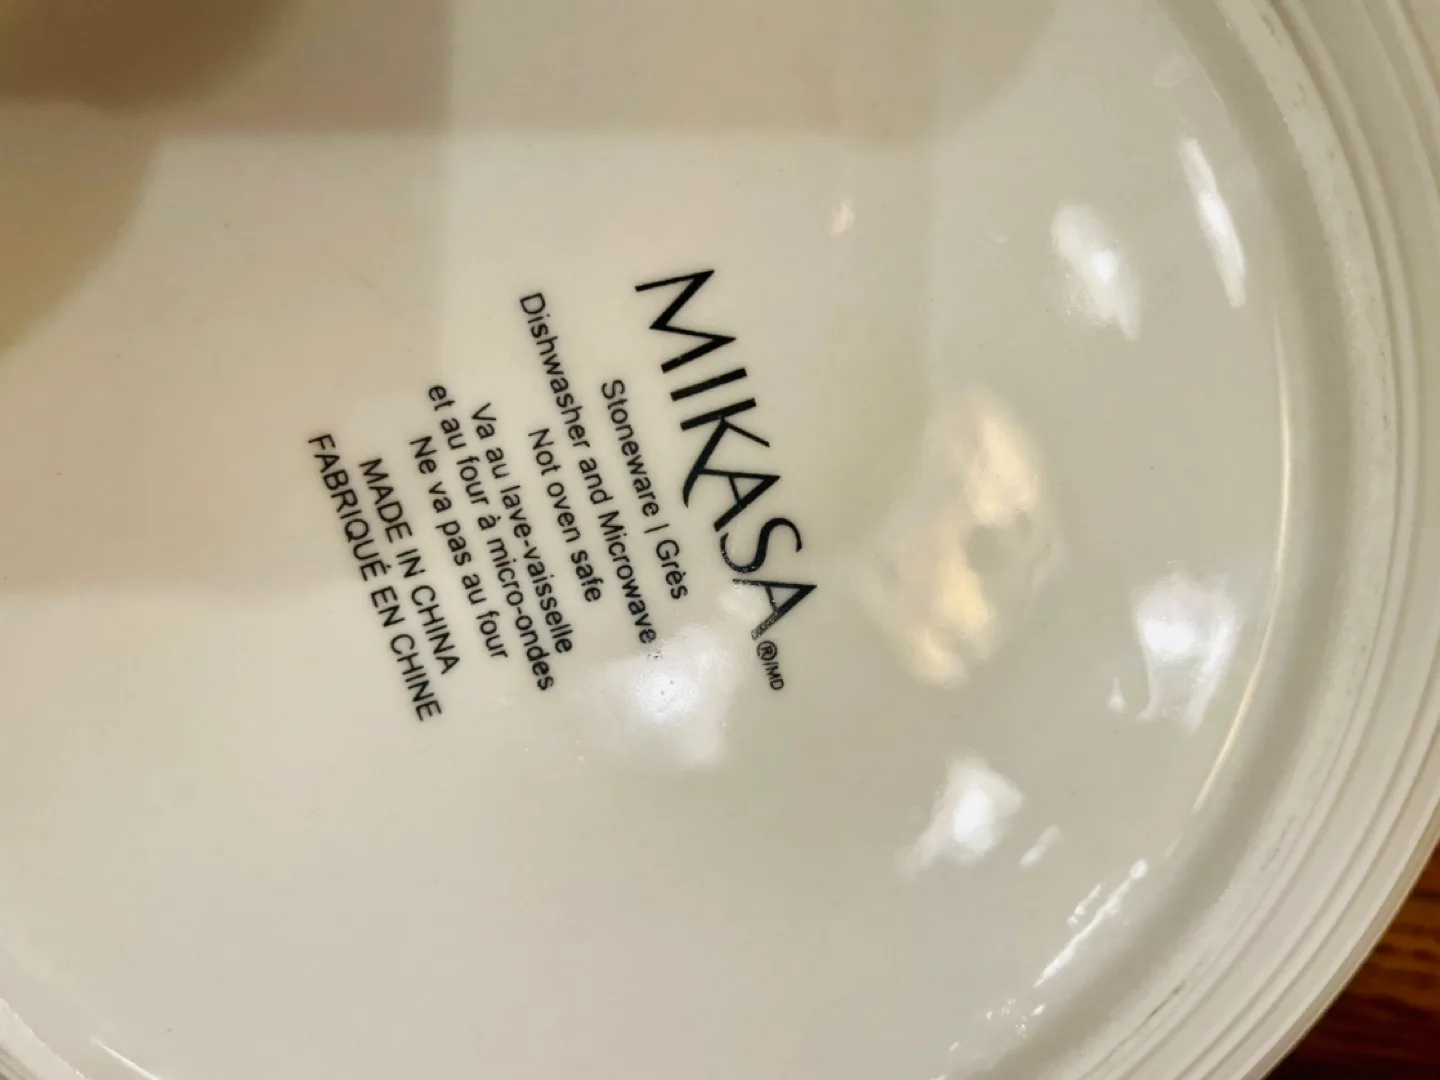 MIKASA®/MD
Stoneware | Grès
Dishwasher and Microwave
Not oven safe
Va au lave-vaisselle
et au four à micro-ondes
Ne va pas au four
MADE IN CHINA
FABRIQUÉ EN CHINE